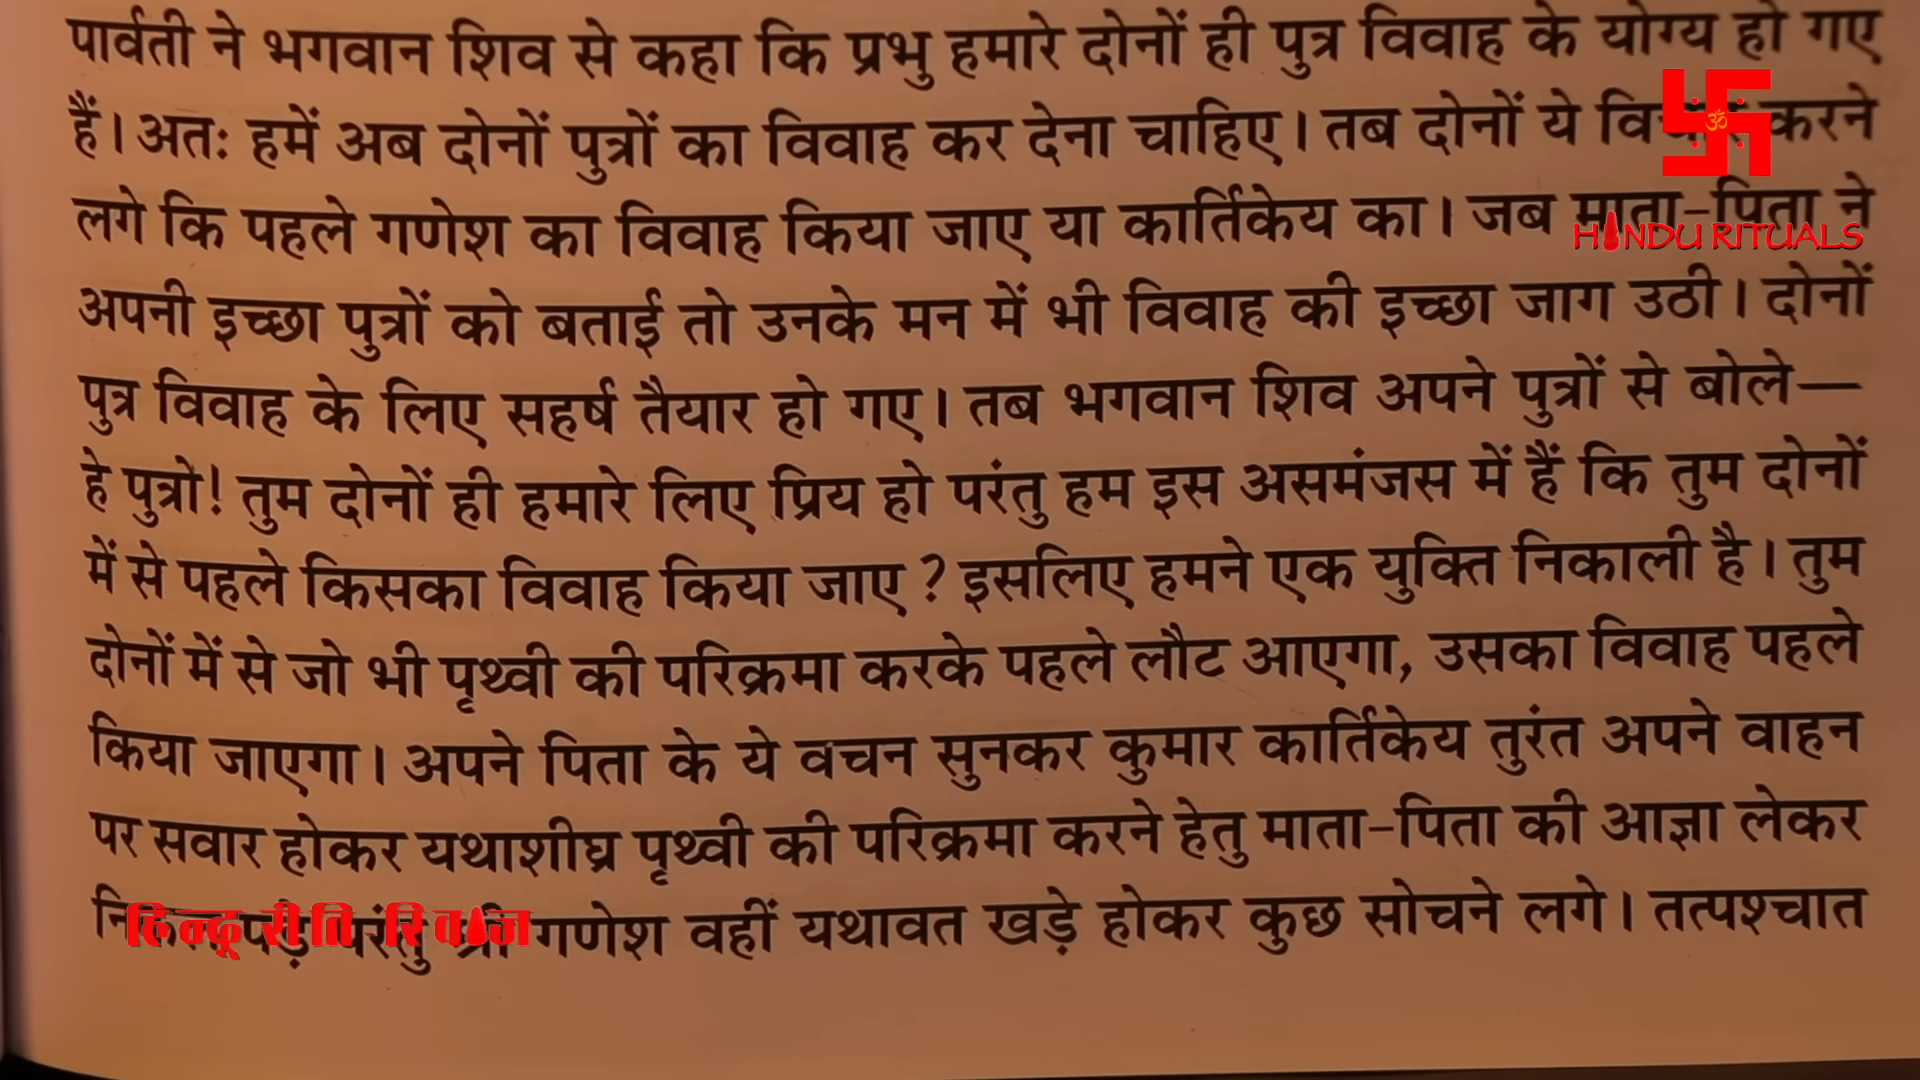 पार्वती ने भगवान शिव से कहा कि प्रभु हमारे दोनों ही पुत्र विवाह के योग्य हो गए
हैं। अतः हमें अब दोनों पुत्रों का विवाह कर देना चाहिए। तब दोनों ये करने
लगे कि पहले गणेश का विवाह किया जाए या कार्तिकेय का। जब माता-पिता ने
HINDU RITUALS
अपनी इच्छा पुत्रों को बताई तो उनके मन में भी विवाह की इच्छा जाग उठी। दोनों
पुत्र विवाह के लिए सहर्ष तैयार हो गए। तब भगवान शिव अपने पुत्रों से बोले—
हे पुत्रो! तुम दोनों ही हमारे लिए प्रिय हो परंतु हम इस असमंजस में हैं कि तुम दोनों
में से पहले किसका विवाह किया जाए ? इसलिए हमने एक युक्ति निकाली है। तुम
दोनों में से जो भी पृथ्वी की परिक्रमा करके पहले लौट आएगा, उसका विवाह पहले
किया जाएगा। अपने पिता के ये वचन सुनकर कुमार कार्तिकेय तुरंत अपने वाहन
पर सवार होकर यथाशीघ्र पृथ्वी की परिक्रमा करने हेतु माता-पिता की आज्ञा लेकर
पड़े परंतु श्री गणेश वहीं यथावत खड़े होकर कुछ सोचने लगे। तत्पश्चात
हिन्दू रीति रिवाज